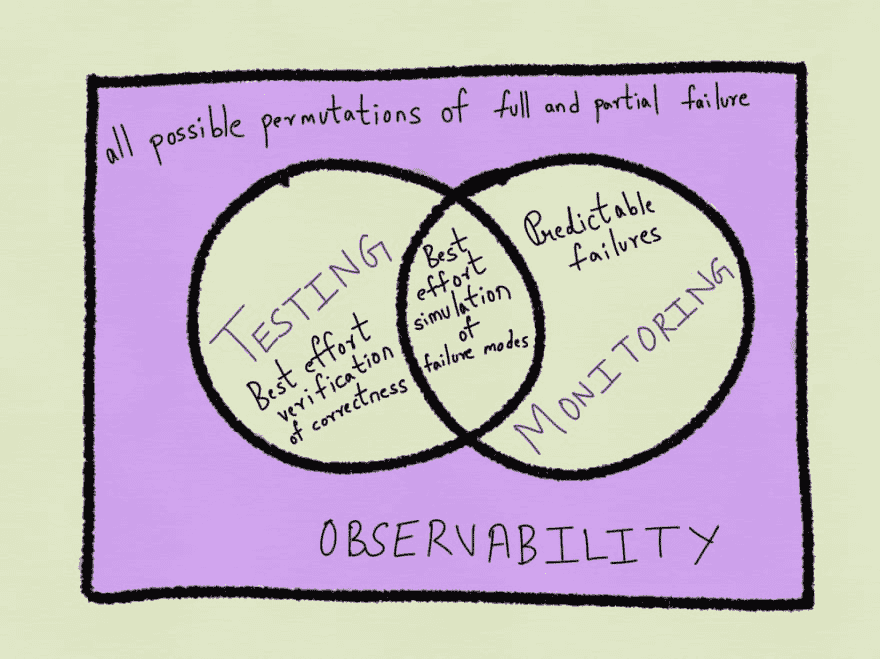 all possible permutations of full and partial failure
TESTING
Best effort
verification
of correctness
Best
effort
simulation
of
failure modes
Predictable
failures
MONITORING
OBSERVABILITY